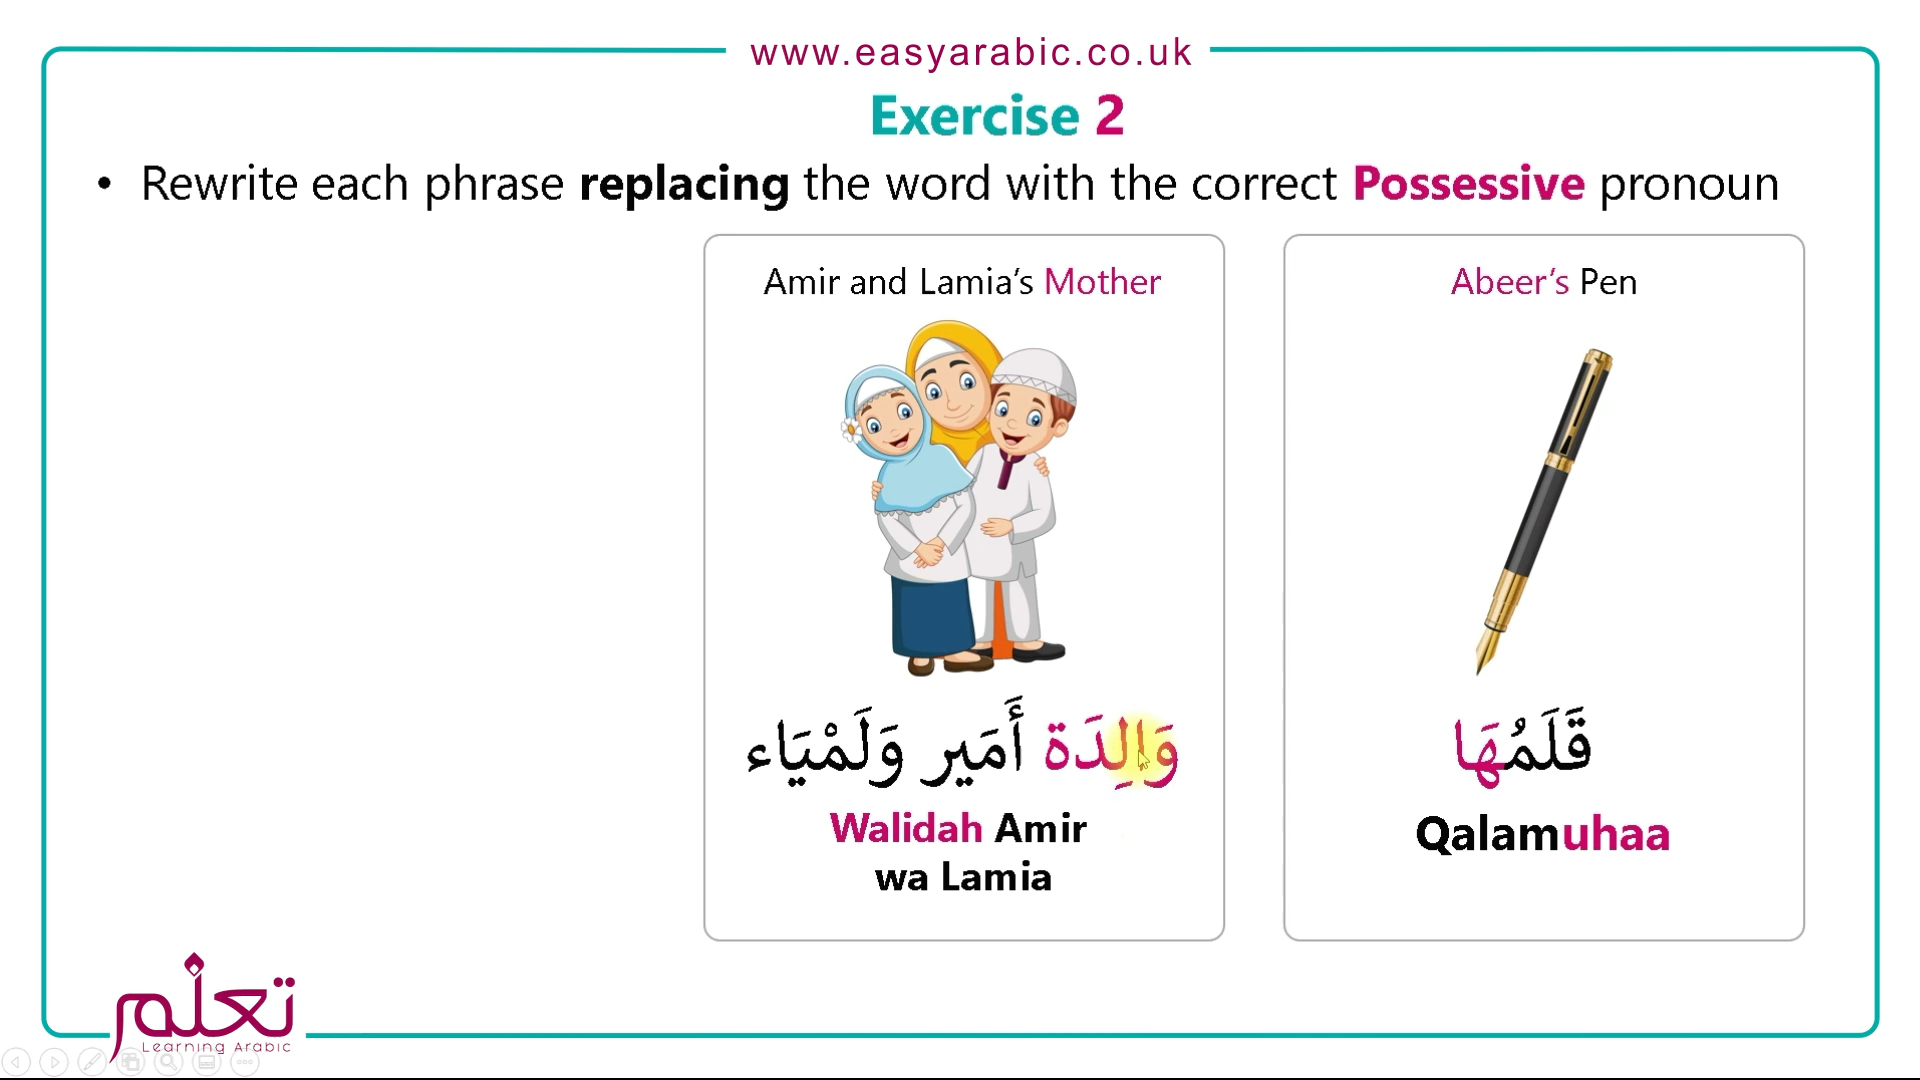 www.easyarabic.co.uk
Exercise 2
• Rewrite each phrase replacing the word with the correct Possessive pronoun
Amir and Lamia’s Mother
وَالِدَة أَمَير وَلَمْيَاء
Walidah Amir
wa Lamia
Abeer’s Pen
قَلَمُهَا
Qalamuhaa
تعلم
Learning Arabic